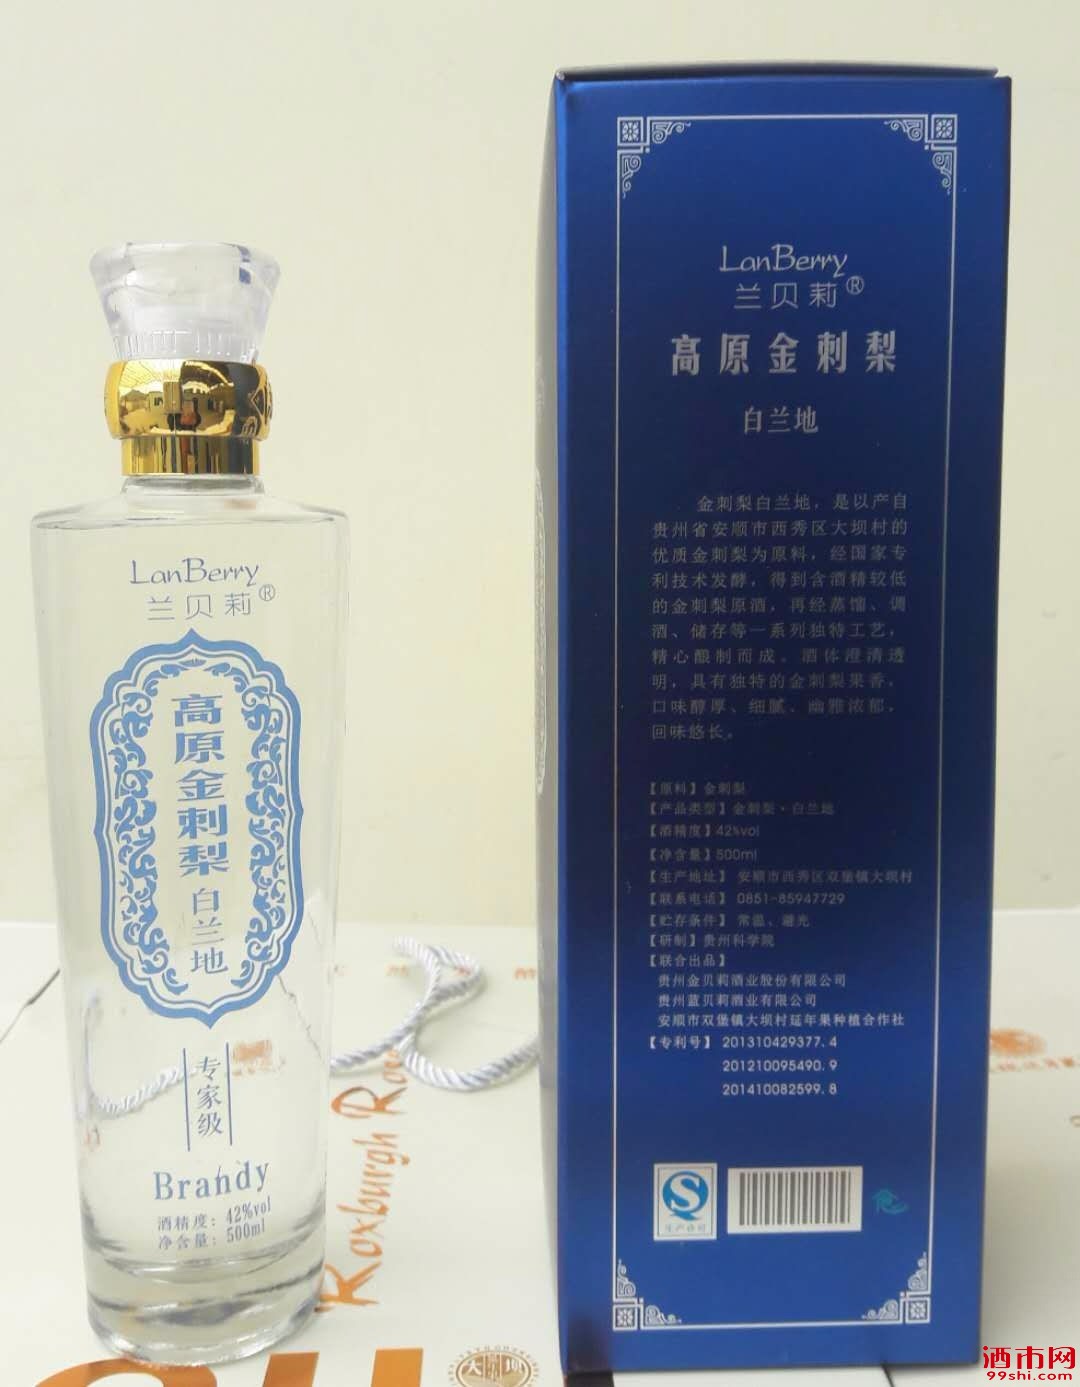 LanBerry
兰贝莉®
高原金刺梨
白兰地
专家级
Brandy
酒精度：42%vol
净含量：500ml
LanBerry
兰贝莉®
高原金刺梨
白兰地
金刺梨白兰地，是以产自
贵州省安顺市西秀区大坝村的
优质金刺梨为原料，经国家专
利技术发酵，得到含酒精较低
的金刺梨原酒，再经蒸馏、调
酒、储存等一系列独特工艺，
精心酿制而成。酒体澄清透
明，具有独特的金刺梨果香，
口味醇厚、细腻、幽雅浓郁，
回味悠长。
【原料】金刺梨
【产品类型】金刺梨·白兰地
【酒精度】42%vol
【净含量】500ml
【生产地址】 安顺市西秀区双堡镇大坝村
【联系电话】 0851-85947729
【贮存条件】 常温、避光
【研制】贵州科学院
【联合出品】
贵州金贝莉酒业股份有限公司
贵州蓝贝莉酒业有限公司
安顺市双堡镇大坝村延年果种植合作社
【专利号】 201310429377.4
201210095490.9
201410082599.8
生产许可
Roxburgh
酒市网
99shi.com